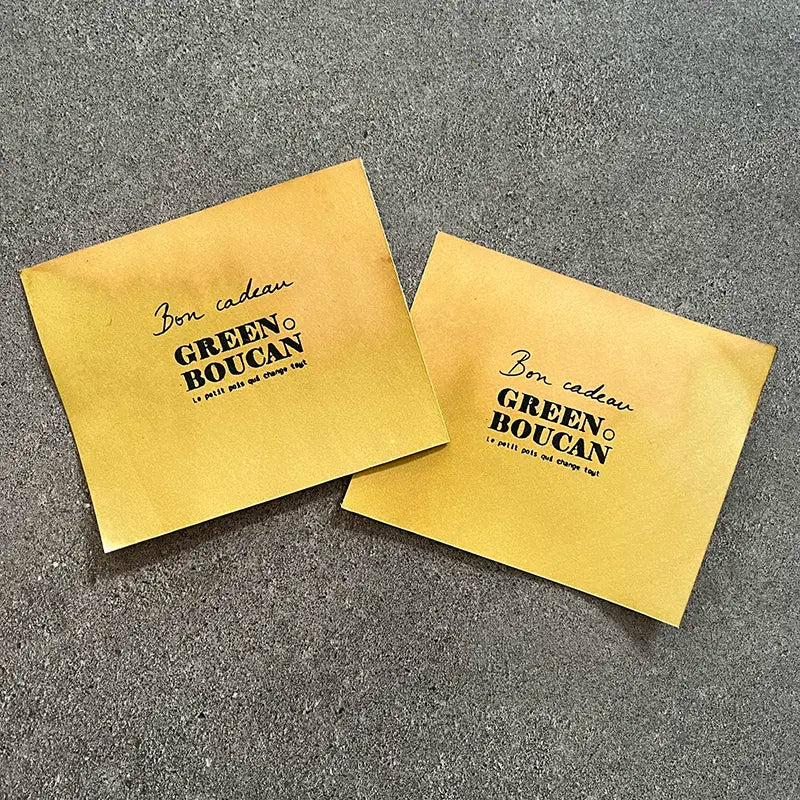 Bon cadeau
GREEN
BOUCAN
Le petit pois qui change tout
Bon cadeau
GREEN
BOUCAN
Le petit pois qui change tout